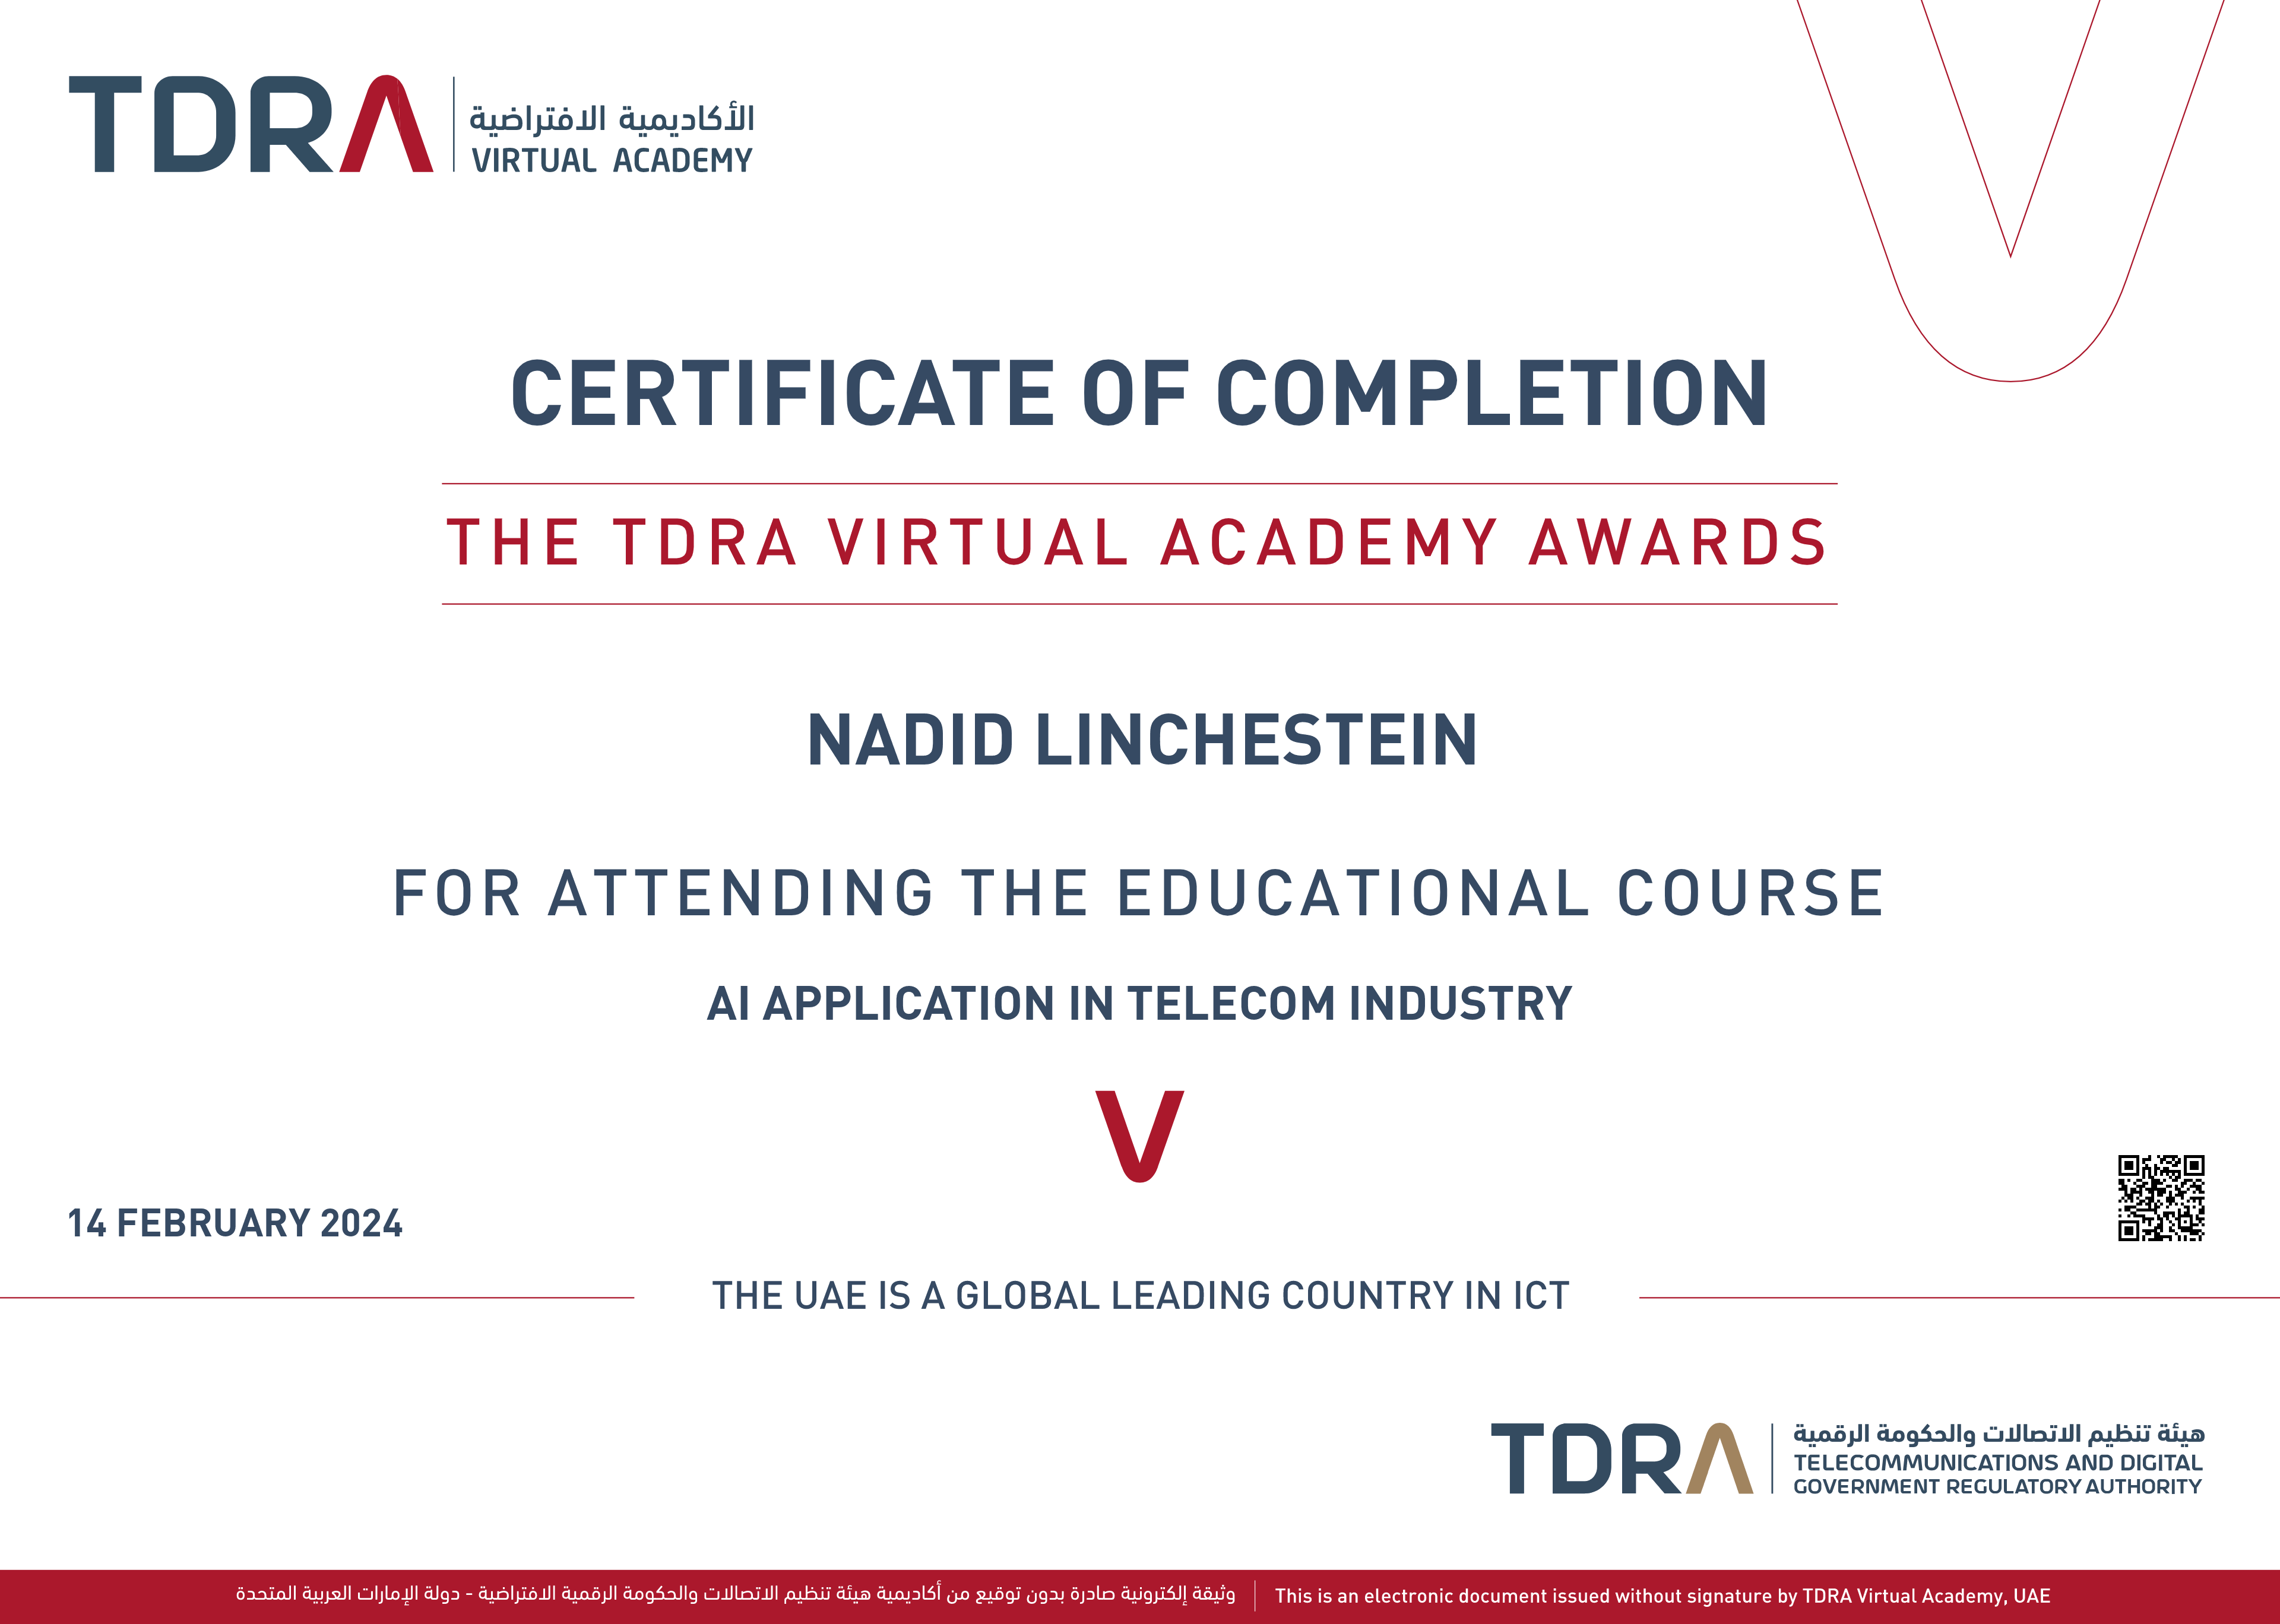 TDRA
الأكاديمية الافتراضية
VIRTUAL ACADEMY
CERTIFICATE OF COMPLETION
THE TDRA VIRTUAL ACADEMY AWARDS
NADID LINCHESTEIN
FOR ATTENDING THE EDUCATIONAL COURSE
AI APPLICATION IN TELECOM INDUSTRY
V
14 FEBRUARY 2024
THE UAE IS A GLOBAL LEADING COUNTRY IN ICT
TDRA
هيئة تنظيم الاتصالات والحكومة الرقمية
TELECOMMUNICATIONS AND DIGITAL
GOVERNMENT REGULATORY AUTHORITY
وثيقة إلكترونية صادرة بدون توقيع من أكاديمية هيئة تنظيم الاتصالات والحكومة الرقمية الافتراضية - دولة الإمارات العربية المتحدة
This is an electronic document issued without signature by TDRA Virtual Academy, UAE